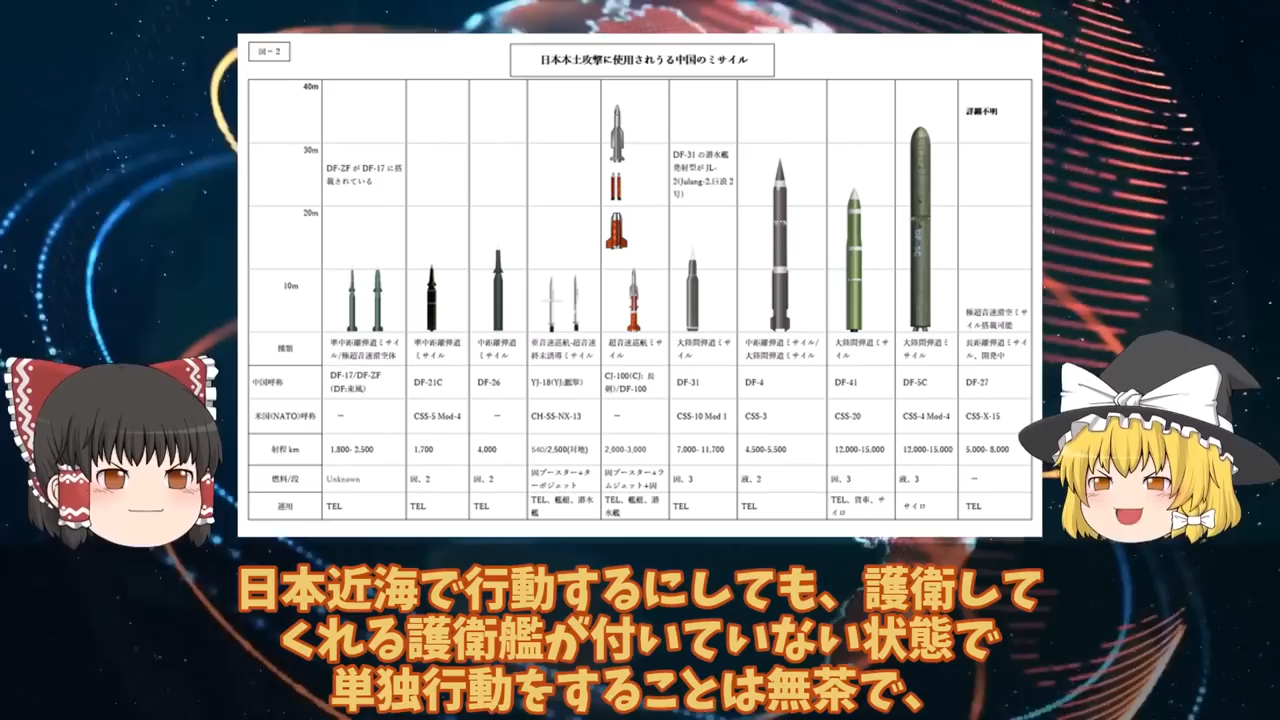 図－2
日本本土攻撃に使用されうる中国のミサイル
40m
30m
20m
10m
DF-ZF が DF-17 に搭
載されている
DF-31 の潜水艦
発射型が JL-
2(Julang-2.巨浪 2
号)
詳細不明
極超音速滑空ミサ
イル搭載可能
種類
準中距離弾道ミサイ
ル/極超音速滑空体
準中距離弾道
ミサイル
中距離弾道
ミサイル
亜音速巡航-超音速
終末誘導ミサイル
超音速巡航ミサ
イル
大陸間弾道ミサ
イル
中距離弾道ミサイル/
大陸間弾道ミサイル
大陸間弾道ミサ
イル
大陸間弾道ミサ
イル
長距離弾道ミサイ
ル、開発中
中国呼称
DF-17/DF-ZF
(DF:東風)
DF-21C
DF-26
YJ-18(YJ:鷹撃)
CJ-100(CJ: 長
剣)/DF-100
DF-31
DF-4
DF-41
DF-5C
DF-27
米国(NATO)呼称
－
CSS-5 Mod-4
－
CH-SS-NX-13
－
CSS-10 Mod 1
CSS-3
CSS-20
CSS-4 Mod-4
CSS-X-15
射程 km
1,800- 2,500
1,700
4,000
540/2,500(対地)
2,000-3,000
7,000- 11,700
4,500-5,500
12,000-15,000
12,000-15,000
5,000- 8,000
燃料/段
Unknown
固、2
固、2
固ブースター+タ
ーボジェット
固ブースター+ラ
ムジェット+固
固、3
液、2
固、3
液、3
－
運用
TEL
TEL
TEL
TEL、艦艇、潜水
艦
TEL、艦艇、潜
水艦
TEL
TEL
TEL、貨車、サ
イロ
サイロ
TEL
日本近海で行動するにしても、護衛して
くれる護衛艦が付いていない状態で
単独行動をすることは無茶で、